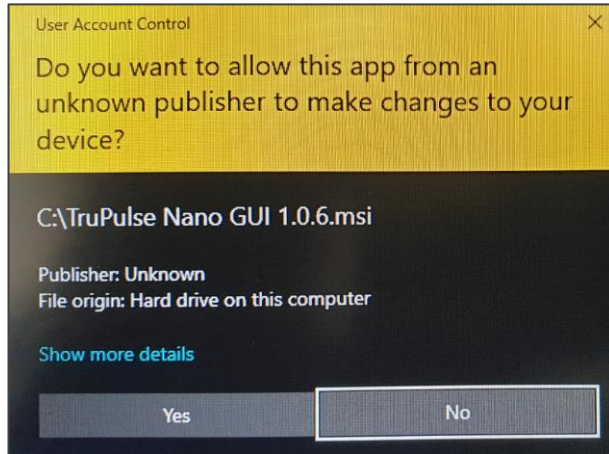 User Account Control
Do you want to allow this app from an
unknown publisher to make changes to your
device?
C:\TruPulse Nano GUI 1.0.6.msi
Publisher: Unknown
File origin: Hard drive on this computer
Show more details
Yes
No